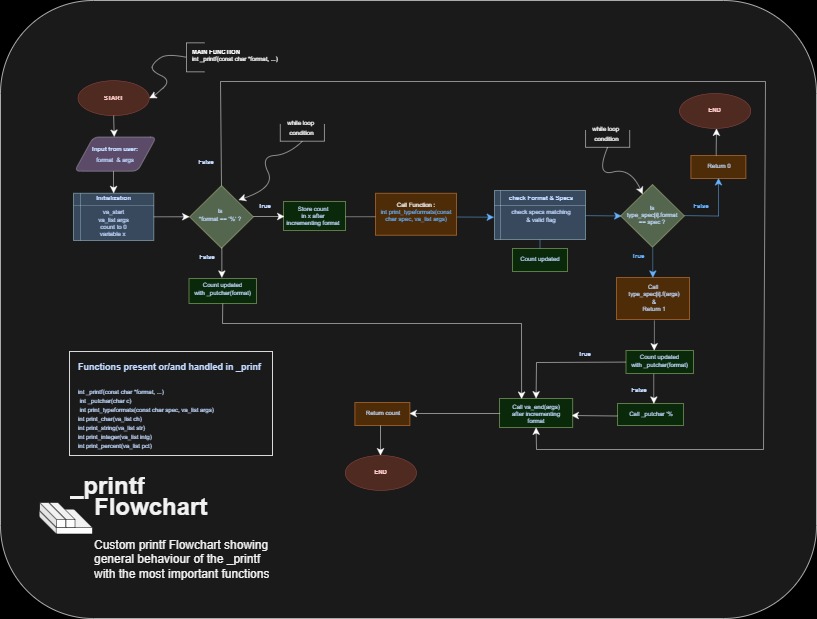 MAIN FUNCTION
int _printf(const char *format, ...)
START
END
while loop
condition
while loop
condition
Input from user:
format & args
False
Return 0
Initialization
va_start
va_list args
count to 0
variable x
Is
*format == '%' ?
True
Store count
in x after
incrementing format
Call Function :
int print_typeformats(const
char spec, va_list args)
check Format & Specs
check specs matching
& valid flag
Is
type_spec[i].format
== spec ?
False
Count updated
False
True
Count updated
with _putchar(format)
Call
type_spec[i].f(args)
&
Return 1
True
Count updated
with _putchar(format)
False
Functions present or/and handled in _prinf
int _printf(const char *format, ...)
int _putchar(char c)
int print_typeformats(const char spec, va_list args)
int print_char(va_list ch)
int print_string(va_list str)
int print_integer(va_list intg)
int print_percent(va_list pct)
Return count
Call va_end(args)
after incrementing
format
Call _putchar '%
END
_printf
Flowchart
Custom printf Flowchart showing
general behaviour of the _printf
with the most important functions